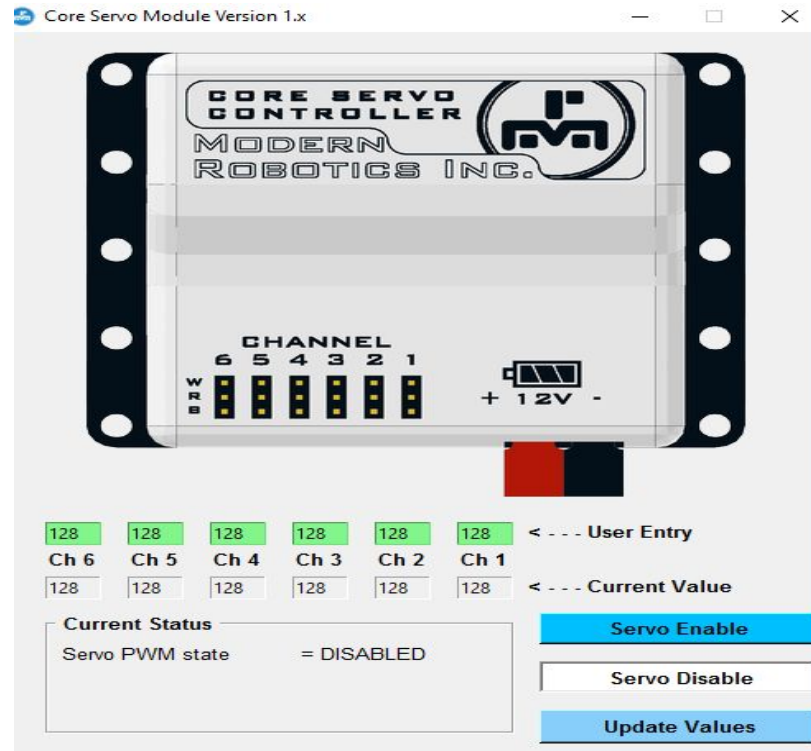 Core Servo Module Version 1.x
CORE SERVO
CONTROLLER
MODERN
ROBOTICS INC.
CHANNEL
6 5 4 3 2 1
W
R
B
+ 12V -
128 128 128 128 128 128 < - - - User Entry
Ch 6 Ch 5 Ch 4 Ch 3 Ch 2 Ch 1
128 128 128 128 128 128 < - - - Current Value
Current Status
Servo PWM state = DISABLED
Servo Enable
Servo Disable
Update Values